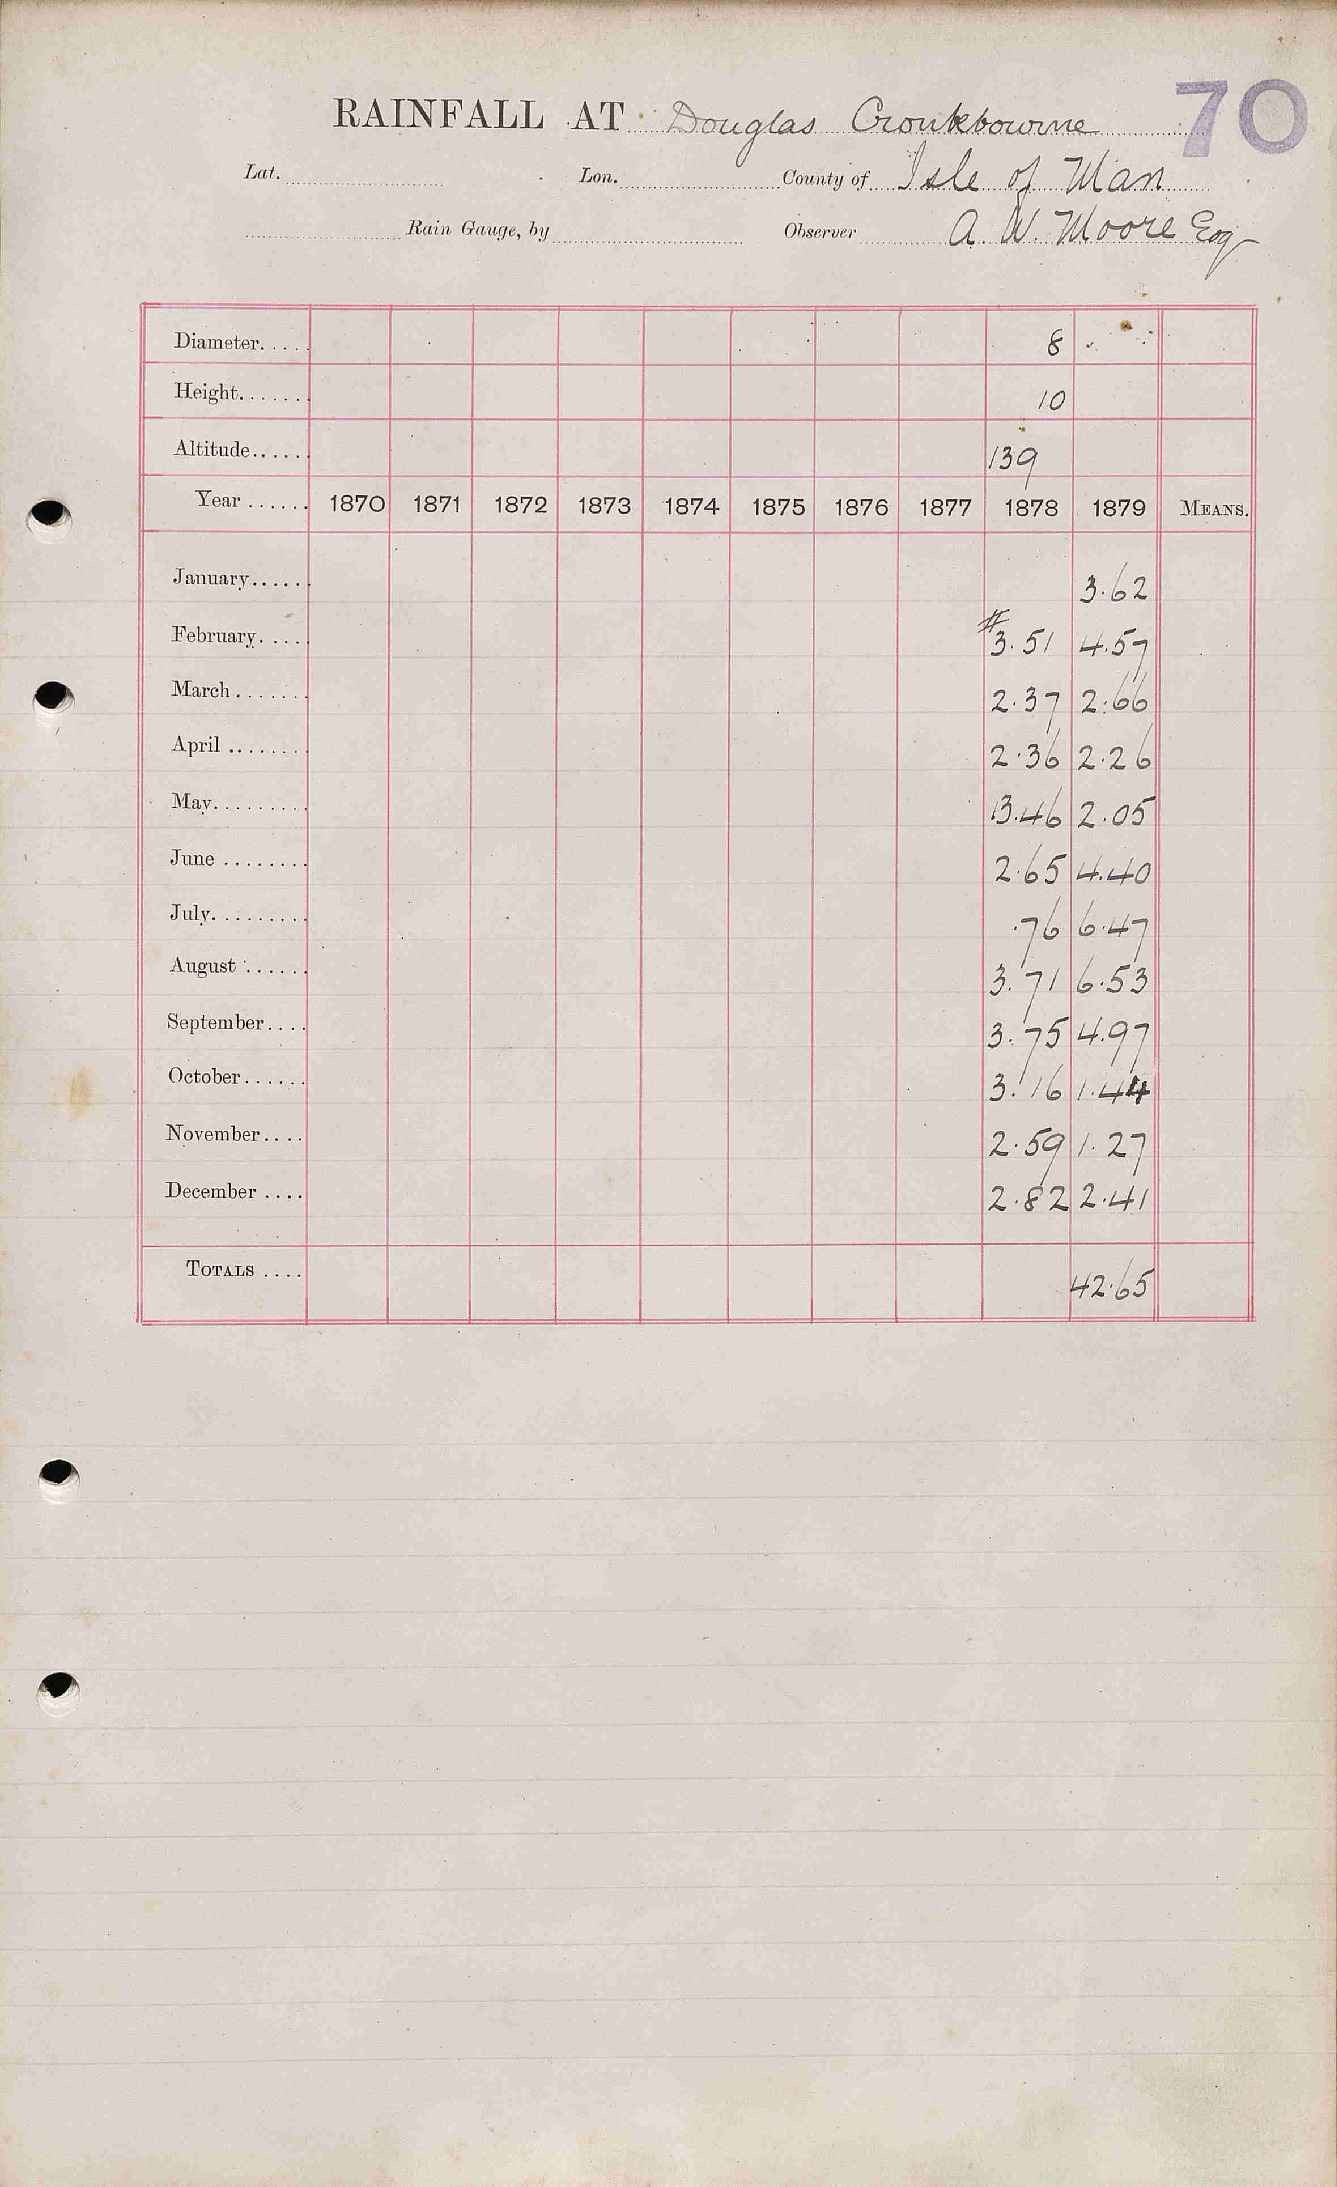 70
RAINFALL AT Douglas Cronkbourne
Lat. Lon. County of Isle of Man
Rain Gauge, by Observer A. W. Moore Esq
Diameter..... 8
Height....... 10
Altitude...... 139
Year ...... 1870 1871 1872 1873 1874 1875 1876 1877 1878 1879 MEANS.
January...... 3.62
February..... # 3.51 4.57
March....... 2.37 2.66
April ........ 2.36 2.26
May......... 3.46 2.05
June ........ 2.65 4.40
July......... .76 6.47
August ...... 3.71 6.53
September.... 3.75 4.97
October...... 3.16 1.44
November.... 2.59 1.27
December .... 2.82 2.41
TOTALS .... 42.65